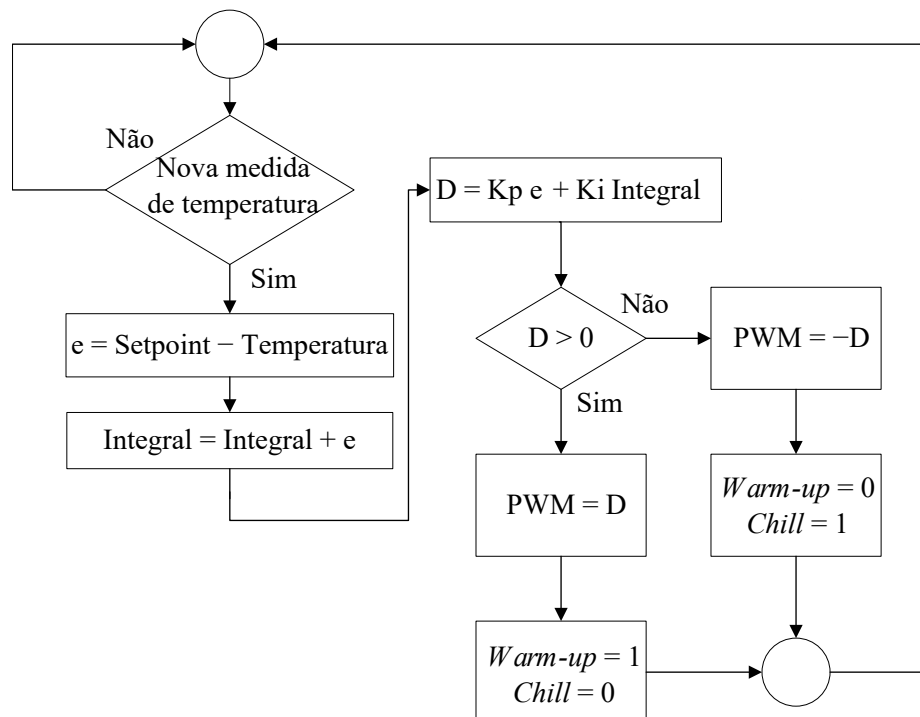 Não
Nova medida
de temperatura
Sim
e = Setpoint − Temperatura
Integral = Integral + e
D = Kp e + Ki Integral
D > 0
Não
Sim
PWM = D
Warm-up = 1
Chill = 0
PWM = −D
Warm-up = 0
Chill = 1